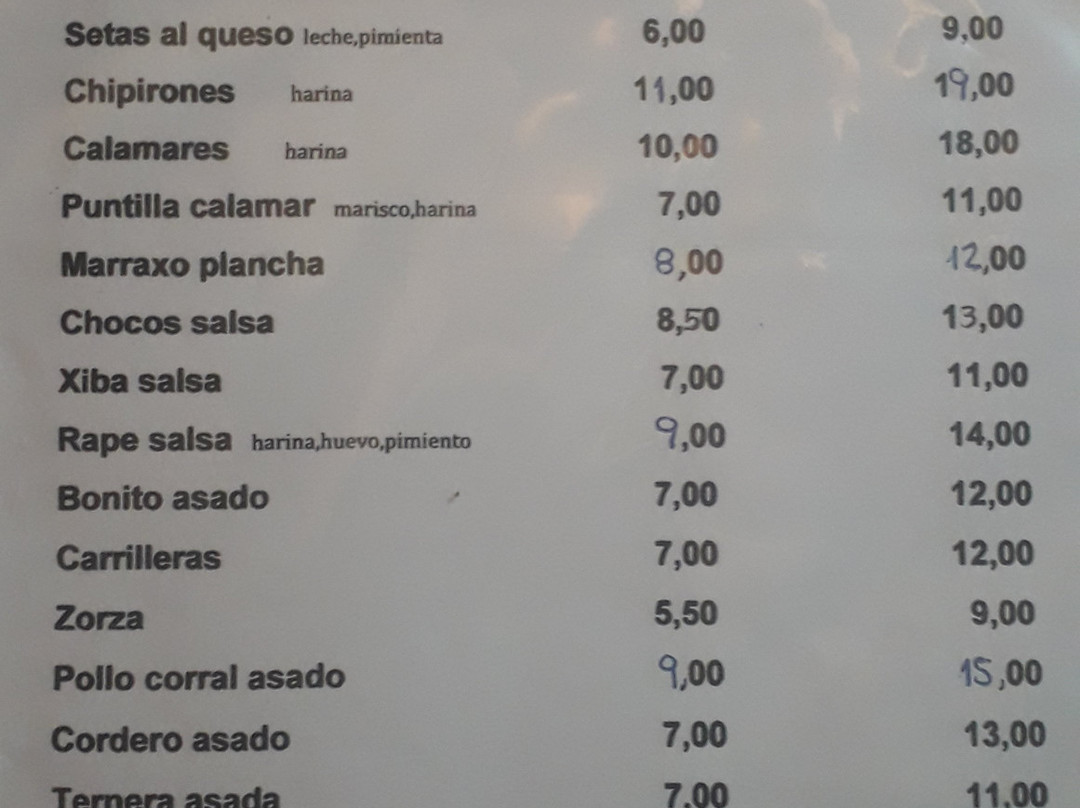 Setas al queso leche,pimienta 6,00 9,00
Chipirones harina 11,00 19,00
Calamares harina 10,00 18,00
Puntilla calamar marisco,harina 7,00 11,00
Marraxo plancha 8,00 12,00
Chocos salsa 8,50 13,00
Xiba salsa 7,00 11,00
Rape salsa harina,huevo,pimiento 9,00 14,00
Bonito asado 7,00 12,00
Carrilleras 7,00 12,00
Zorza 5,50 9,00
Pollo corral asado 9,00 15,00
Cordero asado 7,00 13,00
Ternera asada 7,00 11,00